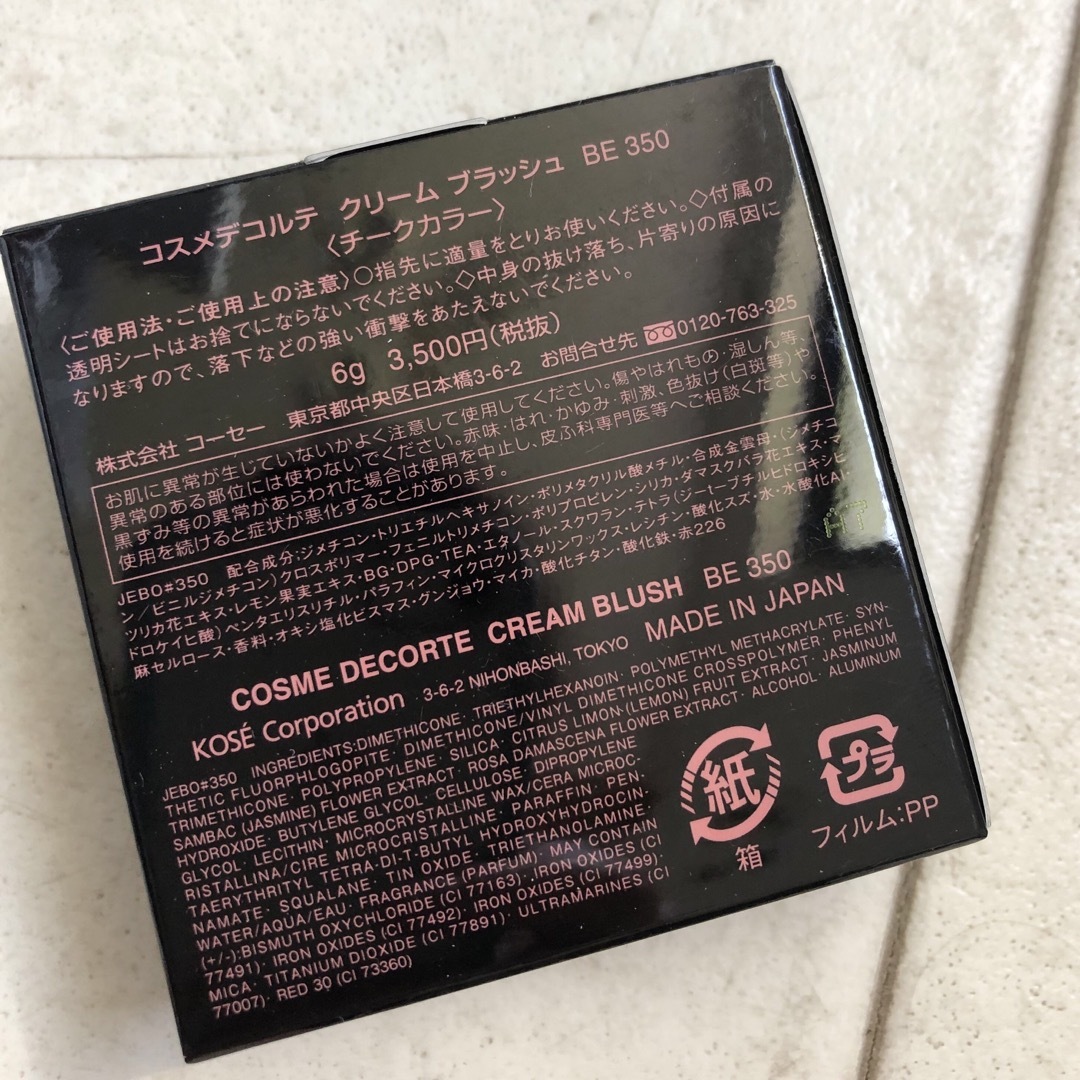 コスメデコルテ クリーム ブラッシュ BE 350
〈チークカラー〉
〈ご使用法・ご使用上の注意〉○指先に適量をとりお使いください。◇付属の
透明シートはお捨てにならないでください。◇中身の抜け落ち、片寄りの原因に
なりますので、落下などの強い衝撃をあたえないでください。
6g 3,500円(税抜)
株式会社 コーセー 東京都中央区日本橋3-6-2 お問合せ先 0120-763-325
お肌に異常が生じていないかよく注意して使用してください。傷やはれもの・湿しん等、
異常のある部位には使わないでください。赤味・はれ・かゆみ・刺激、色抜け(白斑等)や
黒ずみ等の異常があらわれた場合は使用を中止し、皮ふ科専門医等へご相談ください。
使用を続けると症状が悪化することがあります。
JEBO#350 配合成分:ジメチコン・トリエチルヘキサノイン・ポリメタクリル酸メチル・合成金雲母・(ジメチコ
ン/ビニルジメチコン)クロスポリマー・フェニルトリメチコン・ポリプロピレン・シリカ・ダマスクバラ花エキス・マ
ツリカ花エキス・レモン果実エキス・BG・DPG・TEA・エタノール・スクワラン・テトラ(ジ-t-ブチルヒドロキシヒ
ドロケイヒ酸)ペンタエリスリチル・パラフィン・マイクロクリスタリンワックス・レシチン・酸化スズ・水・水酸化Al・
麻セルロース・香料・オキシ塩化ビスマス・グンジョウ・マイカ・酸化チタン・酸化鉄・赤226
HT
COSME DECORTE CREAM BLUSH BE 350
KOSÉ Corporation 3-6-2 NIHONBASHI, TOKYO MADE IN JAPAN
JEBO#350 INGRÉDIENTS:DIMETHICONE· TRIETHYLHEXANOIN· POLYMETHYL METHACRYLATE· SYN-
THETIC FLUORPHLOGOPITE· DIMETHICONE/VINYL DIMETHICONE CROSSPOLYMER· PHENYL
TRIMETHICONE· POLYPROPYLENE· SILICA· CITRUS LIMON (LEMON) FRUIT EXTRACT· JASMINUM
SAMBAC (JASMINE) FLOWER EXTRACT· ROSA DAMASCENA FLOWER EXTRACT· ALCOHOL· ALUMINUM
HYDROXIDE· BUTYLENE GLYCOL· CELLULOSE· DIPROPYLENE
GLYCOL· LECITHIN· MICROCRYSTALLINE WAX/CERA MICROC-
RISTALLINA/CIRE MICROCRISTALLINE· PARAFFIN· PEN-
TAERYTHRITYL TETRA-DI-T-BUTYL HYDROXYHYDROCIN-
NAMATE· SQUALANE· TIN OXIDE· TRIETHANOLAMINE·
WATER/AQUA/EAU· FRAGRANCE (PARFUM)· MAY CONTAIN
(+/-):BISMUTH OXYCHLORIDE (CI 77163)· IRON OXIDES (CI
77491)· IRON OXIDES (CI 77492)· IRON OXIDES (CI 77499)·
MICA· TITANIUM DIOXIDE (CI 77891)· ULTRAMARINES (CI
77007)· RED 30 (CI 73360)
紙
箱
プラ
フィルム:PP